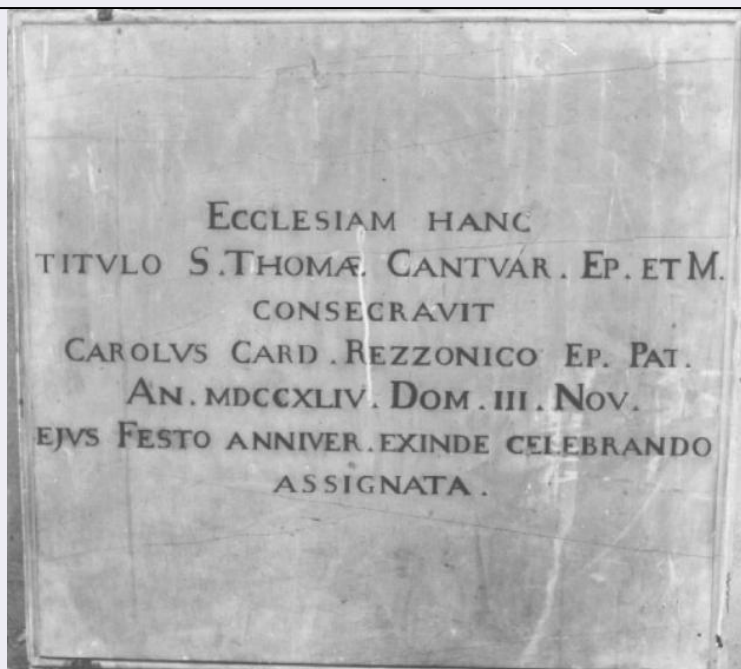 ECCLESIAM HANC
TITVLO S. THOMÆ. CANTVAR. EP. ET M.
CONSECRAVIT
CAROLVS CARD. REZZONICO EP. PAT.
AN. MDCCXLIV. DOM. III. NOV.
EJVS FESTO ANNIVER. EXINDE CELEBRANDO
ASSIGNATA.